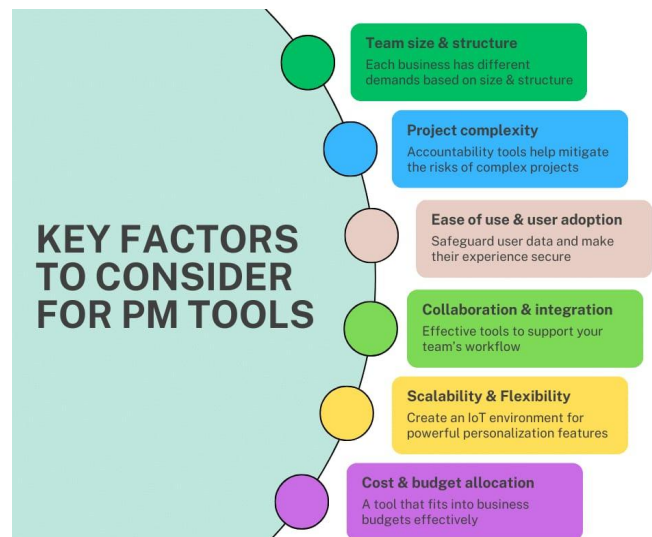 KEY FACTORS
TO CONSIDER
FOR PM TOOLS
Team size & structure
Each business has different
demands based on size & structure
Project complexity
Accountability tools help mitigate
the risks of complex projects
Ease of use & user adoption
Safeguard user data and make
their experience secure
Collaboration & integration
Effective tools to support your
team's workflow
Scalability & Flexibility
Create an IoT environment for
powerful personalization features
Cost & budget allocation
A tool that fits into business
budgets effectively